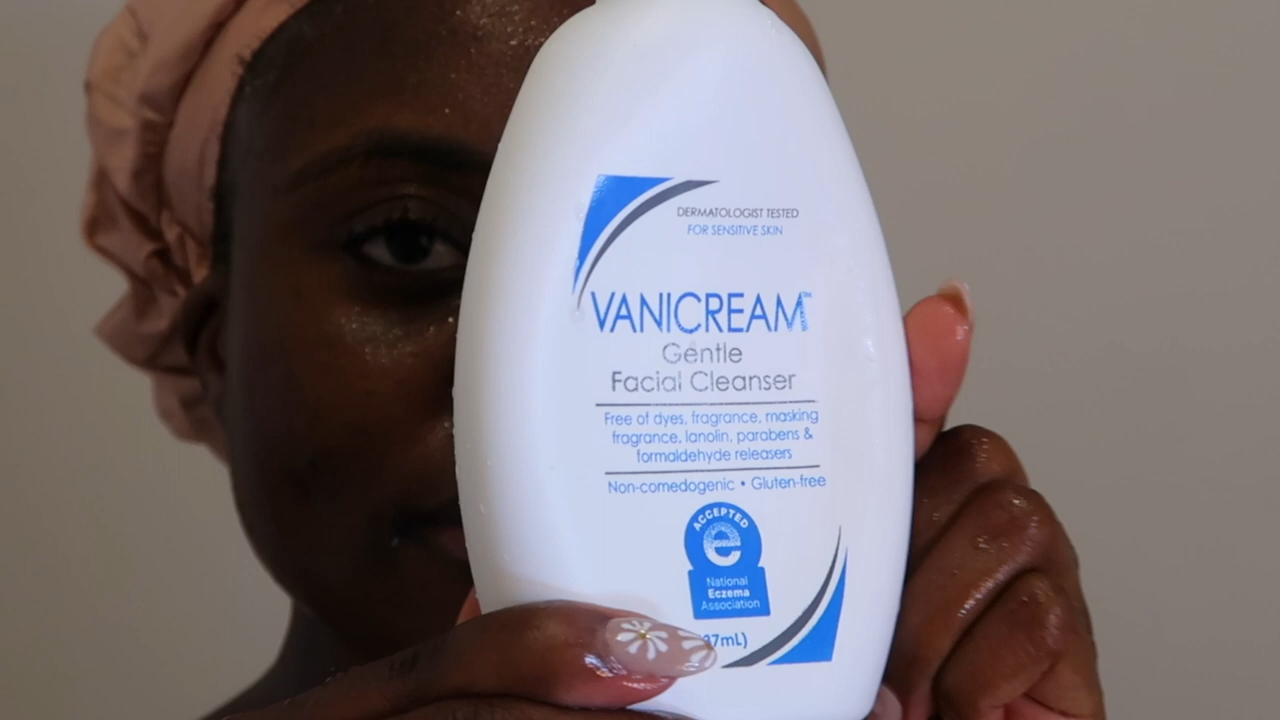 DERMATOLOGIST TESTED
FOR SENSITIVE SKIN
VANICREAM™
Gentle
Facial Cleanser
Free of dyes, fragrance, masking
fragrance, lanolin, parabens &
formaldehyde releasers
Non-comedogenic • Gluten-free
ACCEPTED
e
National
Eczema
Association
37mL)